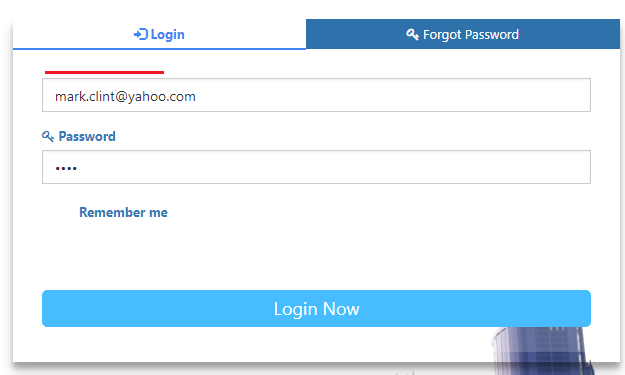 Login
Forgot Password
mark.clint@yahoo.com
Password
••••
Remember me
Login Now